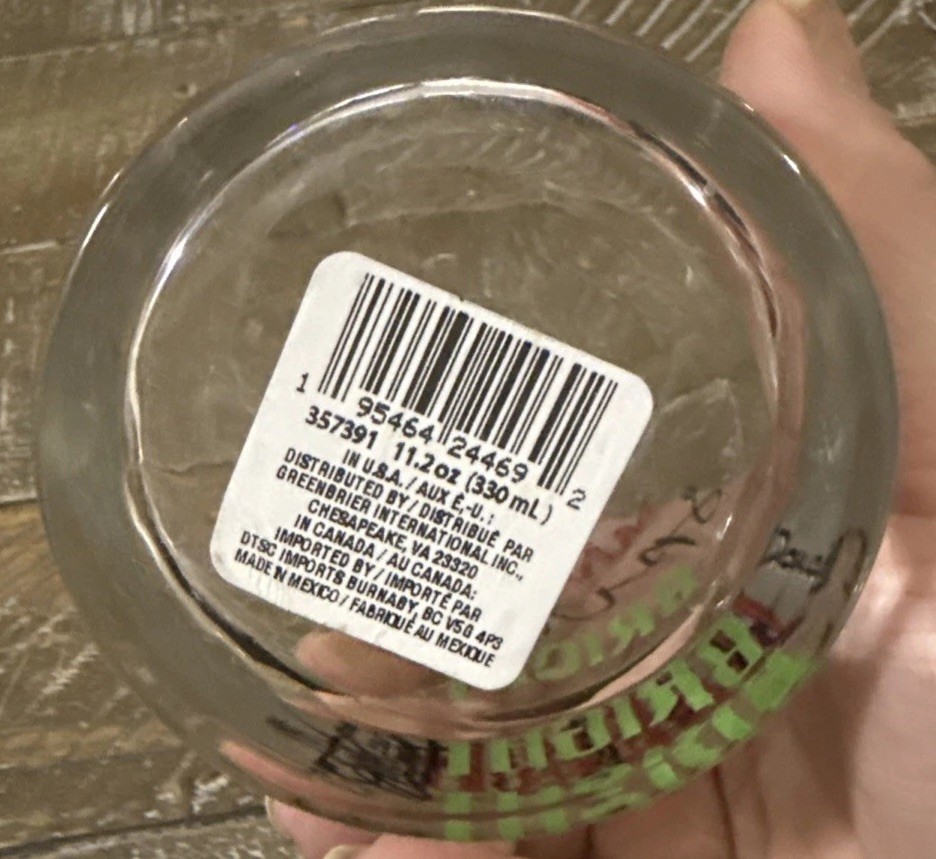 1 95464 24469 2
357391 11.2oz (330 mL)
IN U.S.A. / AUX É.-U.:
DISTRIBUTED BY / DISTRIBUÉ PAR
GREENBRIER INTERNATIONAL, INC.,
CHESAPEAKE, VA 23320
IN CANADA / AU CANADA:
IMPORTED BY / IMPORTÉ PAR
DTSC IMPORTS BURNABY, BC V5G 4P3
MADE IN MEXICO / FABRIQUÉ AU MEXIQUE